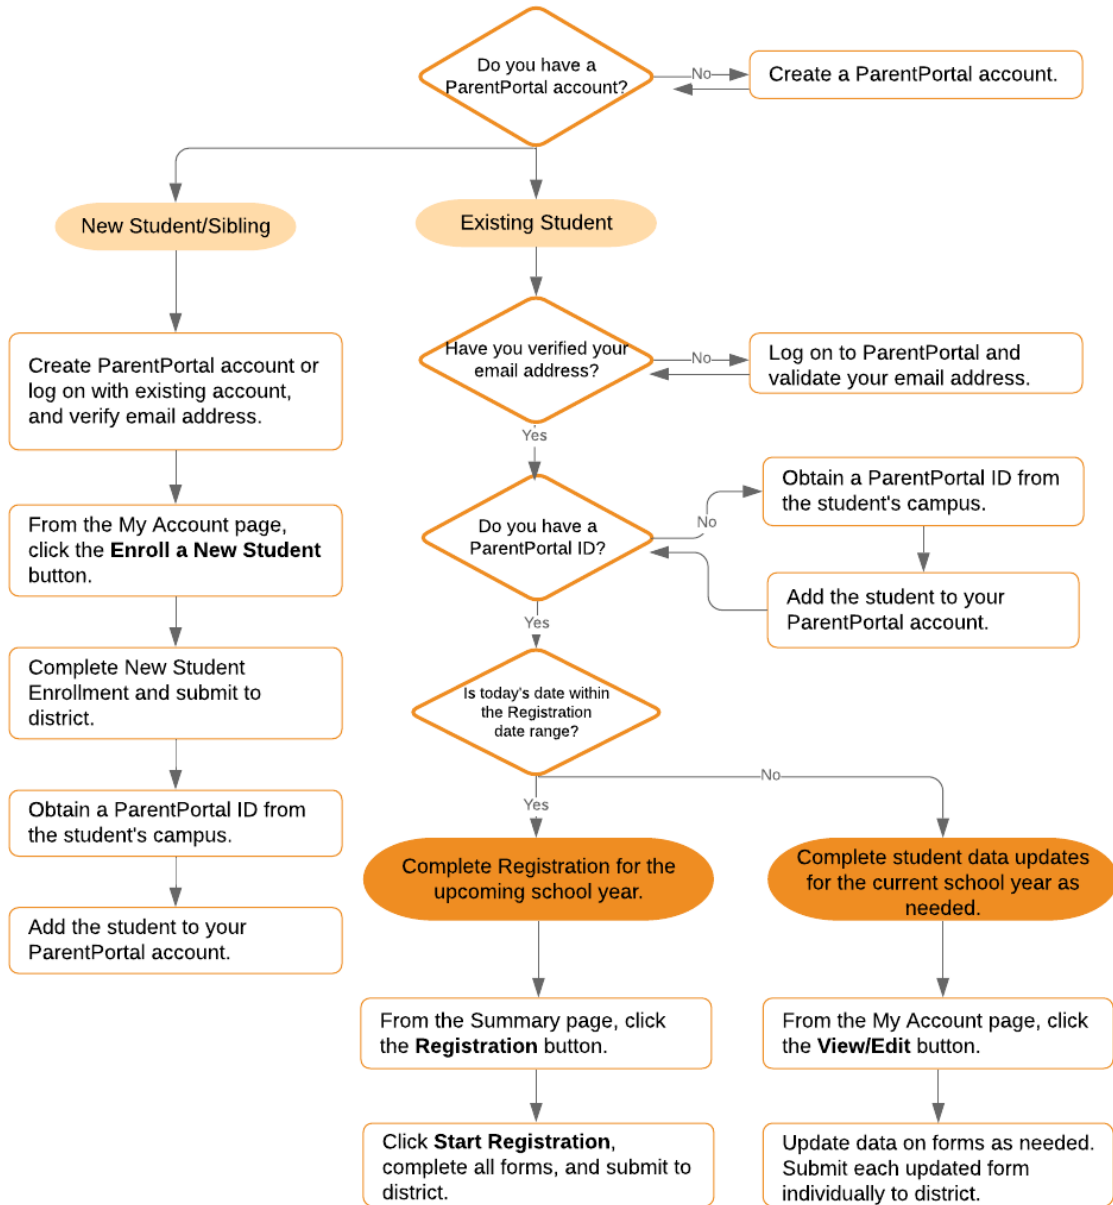 Do you have a
ParentPortal account?
No
Create a ParentPortal account.
New Student/Sibling
Existing Student
Create ParentPortal account or
log on with existing account,
and verify email address.
From the My Account page,
click the Enroll a New Student
button.
Complete New Student
Enrollment and submit to
district.
Obtain a ParentPortal ID from
the student's campus.
Add the student to your
ParentPortal account.
Have you verified your
email address?
No
Log on to ParentPortal and
validate your email address.
Yes
Do you have a
ParentPortal ID?
No
Obtain a ParentPortal ID from
the student's campus.
Add the student to your
ParentPortal account.
Yes
Is today's date within
the Registration
date range?
Yes
No
Complete Registration for the
upcoming school year.
From the Summary page, click
the Registration button.
Click Start Registration,
complete all forms, and submit to
district.
Complete student data updates
for the current school year as
needed.
From the My Account page, click
the View/Edit button.
Update data on forms as needed.
Submit each updated form
individually to district.